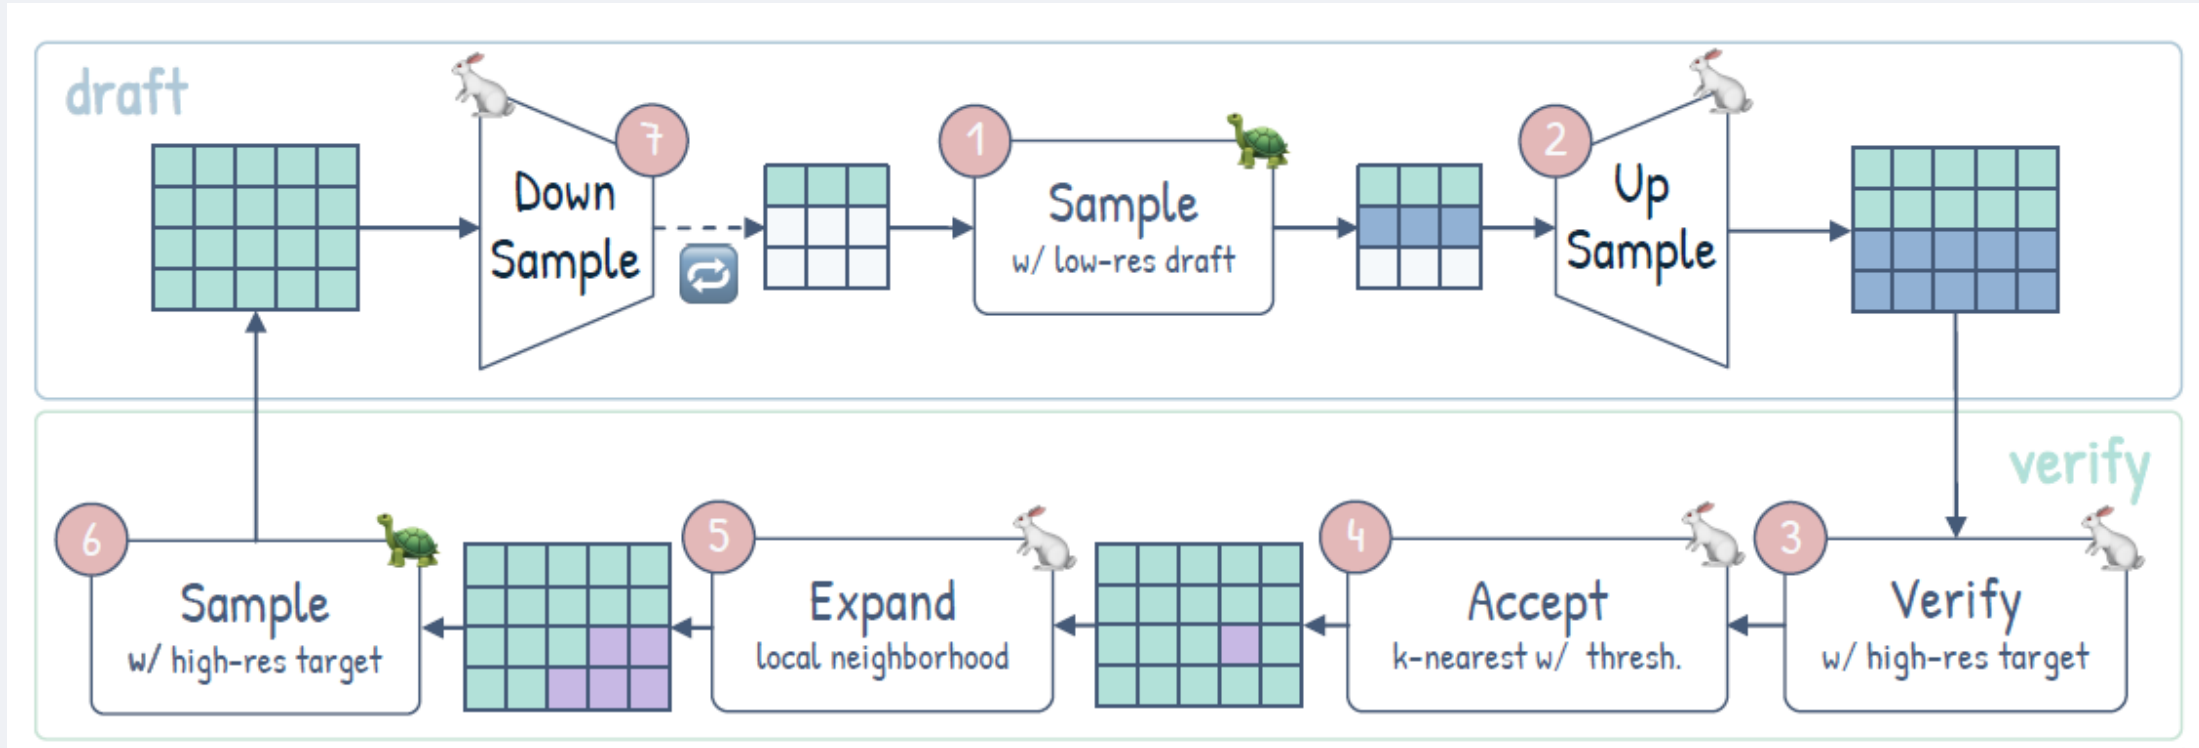 draft
7
Down
Sample
1
Sample
w/ low-res draft
2
Up
Sample
verify
6
Sample
w/ high-res target
5
Expand
local neighborhood
4
Accept
k-nearest w/ thresh.
3
Verify
w/ high-res target